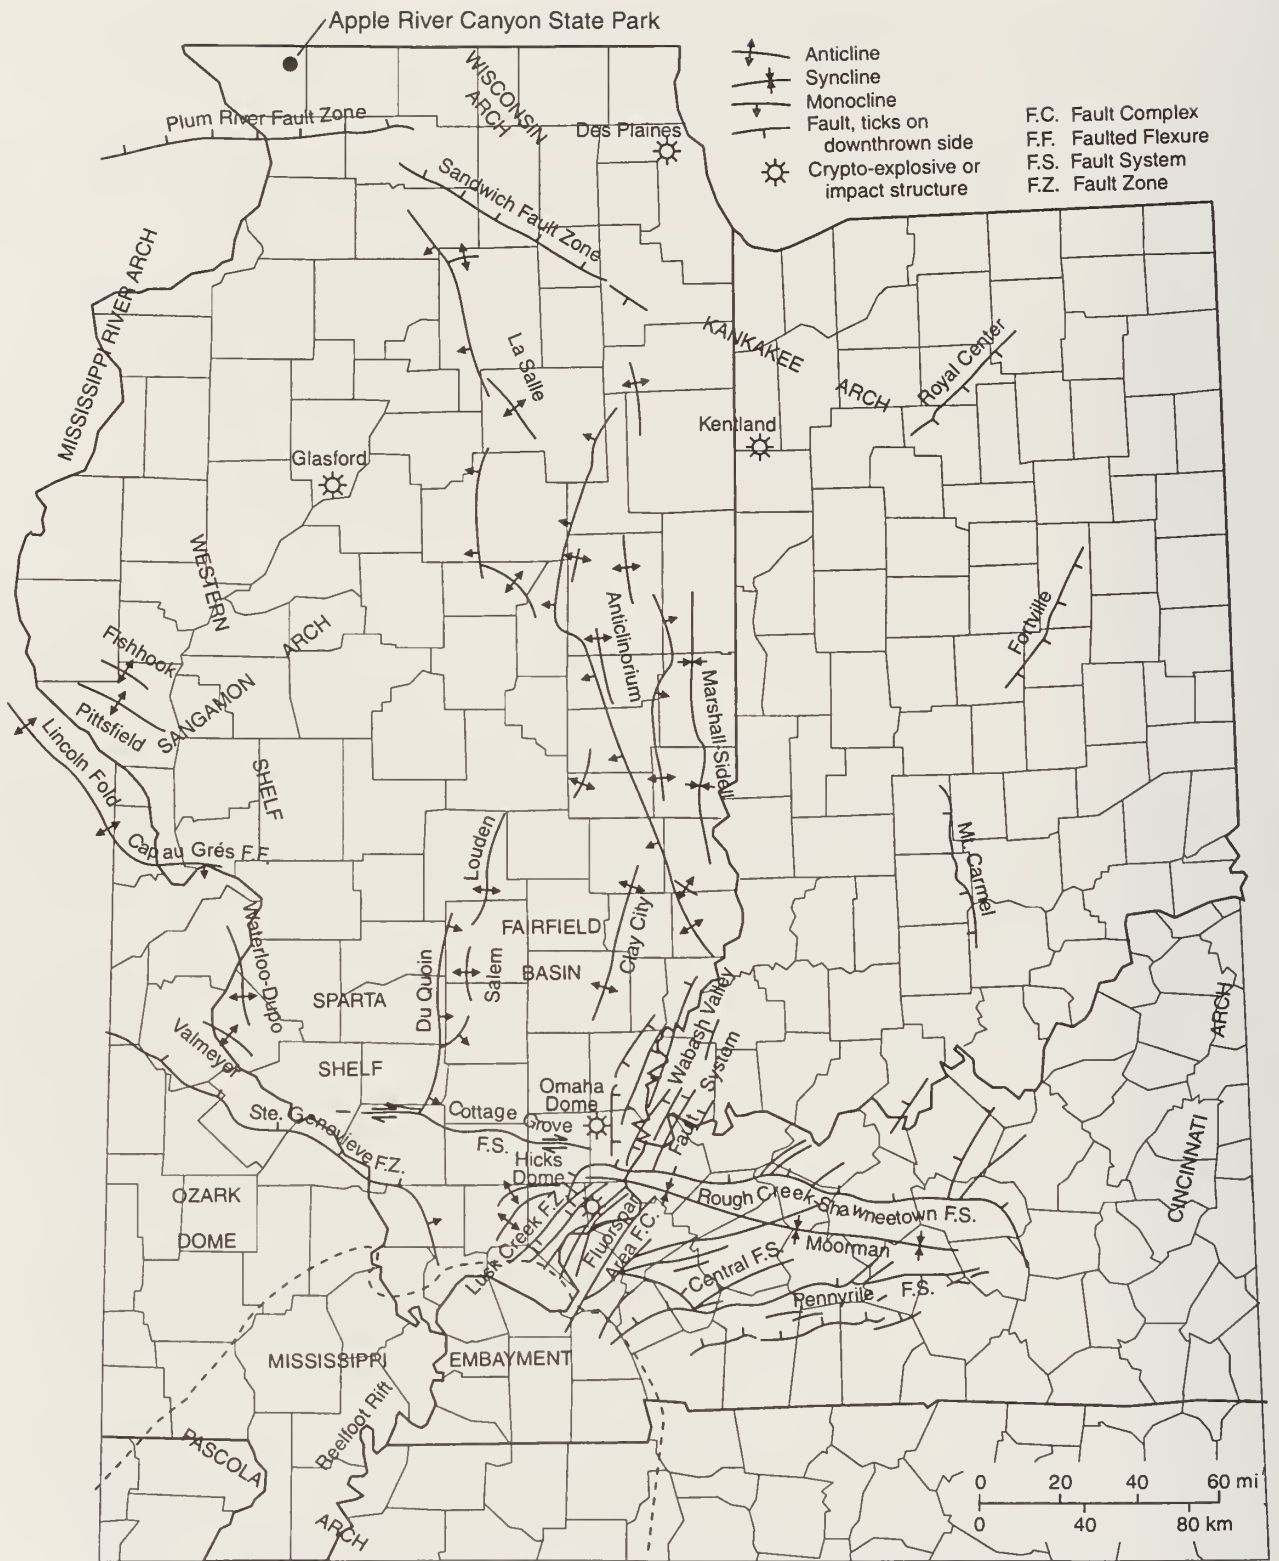 Apple River Canyon State Park
Anticline
Syncline
Monocline
Fault, ticks on
downthrown side
Crypto-explosive or
impact structure
F.C. Fault Complex
F.F. Faulted Flexure
F.S. Fault System
F.Z. Fault Zone
WISCONSIN
ARCH
Plum River Fault Zone
Des Plaines
Sandwich Fault Zone
MISSISSIPPI RIVER ARCH
La Salle
KANKAKEE
ARCH
Royal Center
Kentland
Glasford
WESTERN
Fishhook
ARCH
Anticlinorium
Fortville
Pittsfield
SANGAMON
Marshall-Sidell
Lincoln Fold
SHELF
Cap au Grés F.F.
Louden
Mt. Carmel
Waterloo-Dupo
FAIRFIELD
Clay City
Du Quoin
Salem
BASIN
SPARTA
Wabash Valley
Fault
System
Valmeyer
SHELF
ARCH
Omaha
Dome
Ste. Genevieve F.Z.
Cottage
Grove
F.S.
Hicks
Dome
CINCINNATI
OZARK
DOME
Rough Creek-Shawneetown F.S.
Lusk Creek F.Z.
Fluorspar
Area F.C.
Moorman
Central F.S.
Pennyrile F.S.
MISSISSIPPI
EMBAYMENT
Reelfoot Rift
PASCOLA
ARCH
0 20 40 60 mi
0 40 80 km